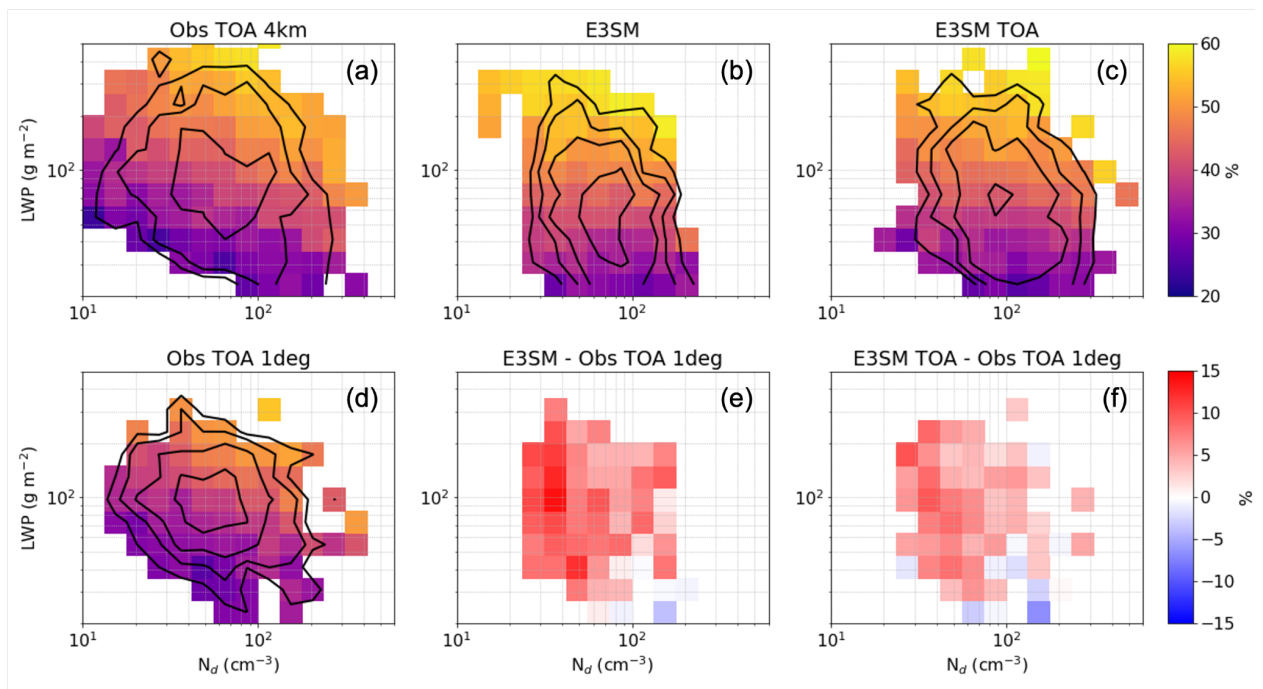 Obs TOA 4km
E3SM
E3SM TOA
(a)
(b)
(c)
LWP (g m⁻²)
10²
10¹ 10²
10¹ 10²
10¹ 10²
60
50
40
30
20
%
Obs TOA 1deg
E3SM - Obs TOA 1deg
E3SM TOA - Obs TOA 1deg
(d)
(e)
(f)
LWP (g m⁻²)
10²
10²
10²
10¹ 10²
10¹ 10²
10¹ 10²
N_d (cm⁻³)
N_d (cm⁻³)
N_d (cm⁻³)
15
10
5
0
−5
−10
−15
%